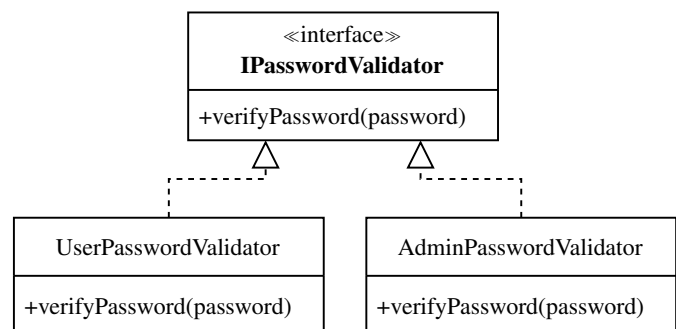 ≪interface≫
IPasswordValidator
+verifyPassword(password)
UserPasswordValidator
+verifyPassword(password)
AdminPasswordValidator
+verifyPassword(password)